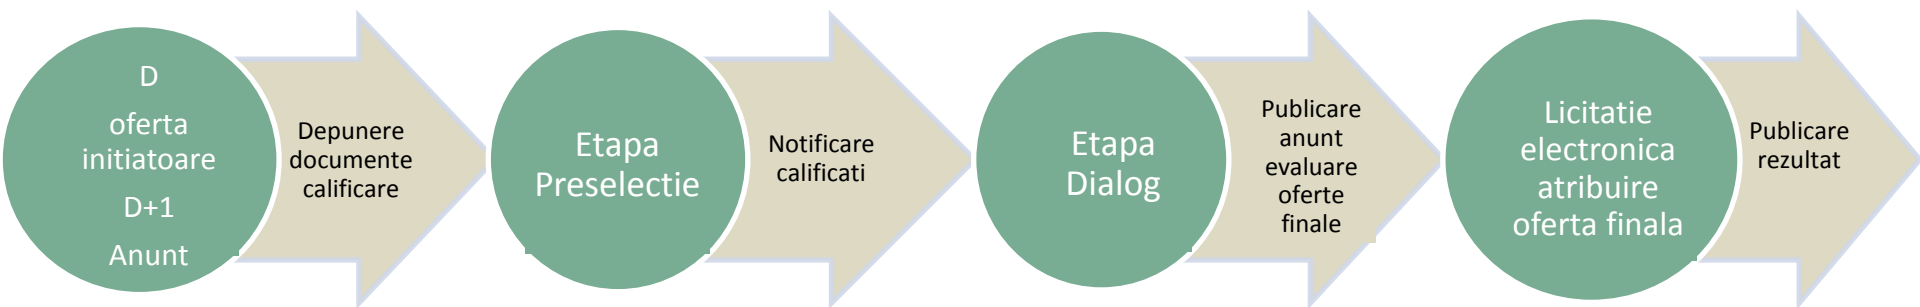 D
oferta
initiatoare
D+1
Anunt
Depunere
documente
calificare
Etapa
Preselectie
Notificare
calificati
Etapa
Dialog
Publicare
anunt
evaluare
oferte
finale
Licitatie
electronica
atribuire
oferta finala
Publicare
rezultat